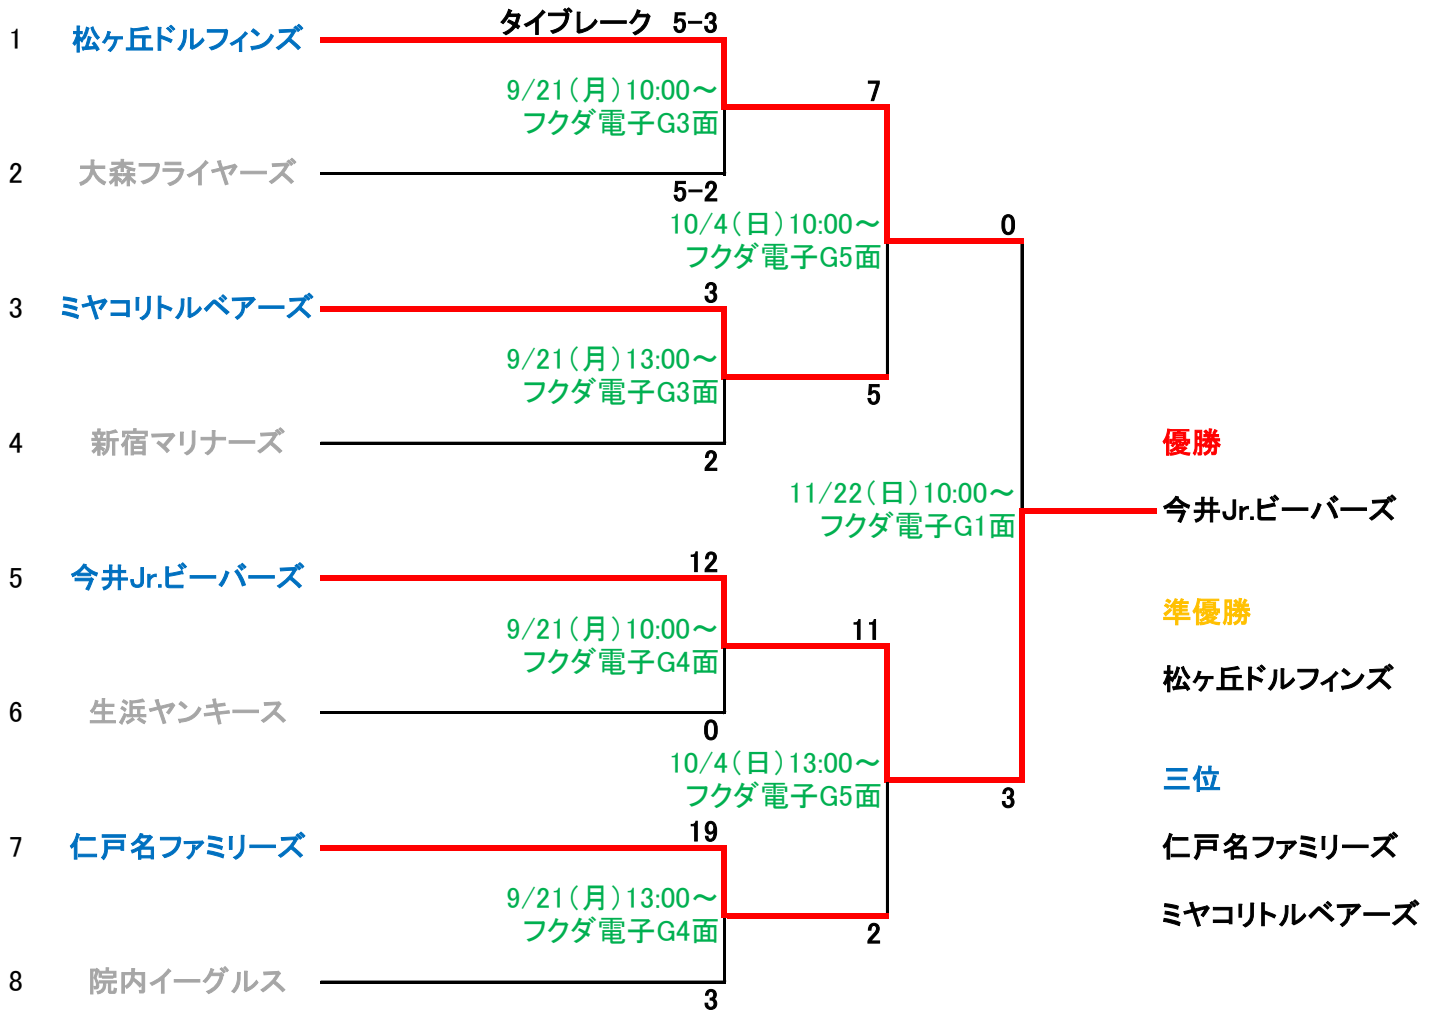 タイブレーク 5-3
1 松ヶ丘ドルフィンズ
9/21(月)10:00～
フクダ電子G3面
7
2 大森フライヤーズ
5-2
10/4(日)10:00～
フクダ電子G5面
0
3 ミヤコリトルベアーズ
3
9/21(月)13:00～
フクダ電子G3面
5
4 新宿マリナーズ
2
優勝
11/22(日)10:00～
フクダ電子G1面
今井Jr.ビーバーズ
5 今井Jr.ビーバーズ
12
9/21(月)10:00～
フクダ電子G4面
11
準優勝
松ヶ丘ドルフィンズ
6 生浜ヤンキース
0
10/4(日)13:00～
フクダ電子G5面
3
三位
7 仁戸名ファミリーズ
19
仁戸名ファミリーズ
9/21(月)13:00～
フクダ電子G4面
2
ミヤコリトルベアーズ
8 院内イーグルス
3